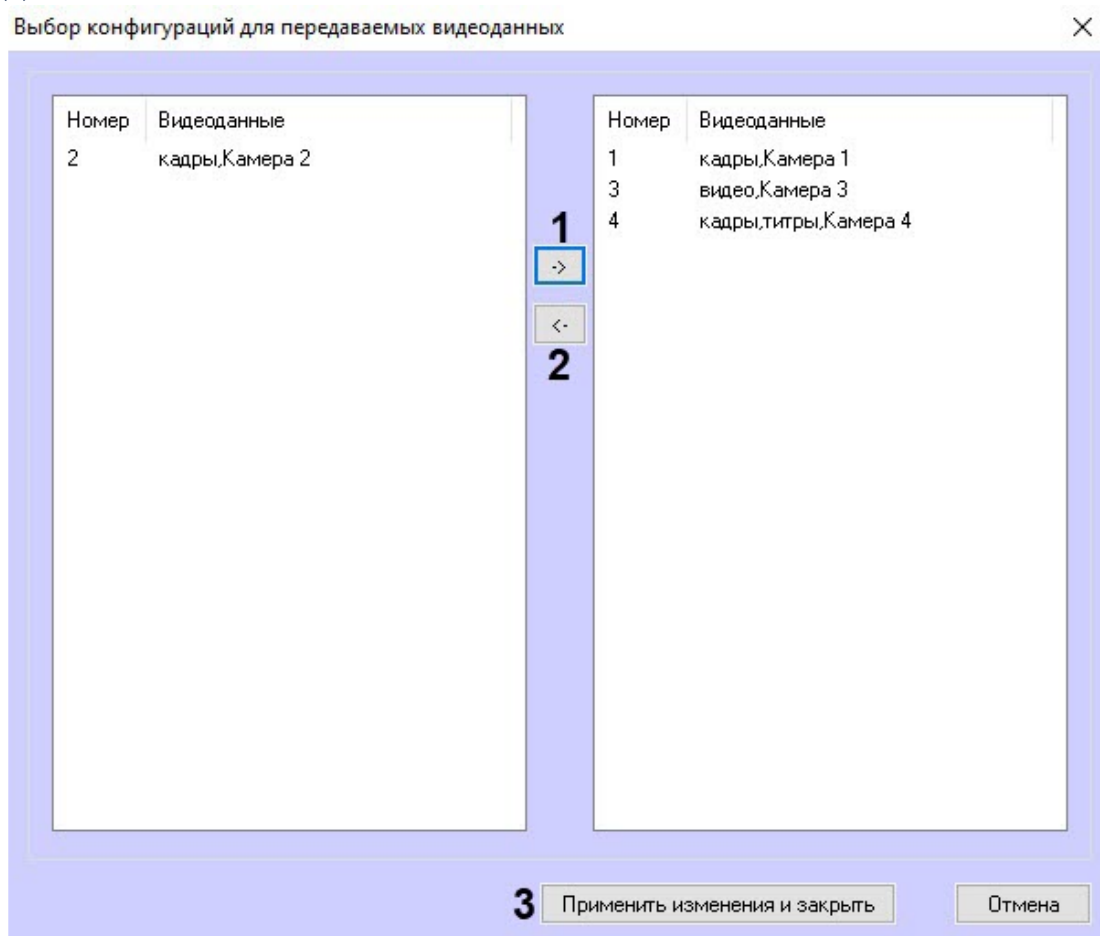 Выбор конфигураций для передаваемых видеоданных
Номер Видеоданные
2 кадры,Камера 2
1
->
<-
2
Номер Видеоданные
1 кадры,Камера 1
3 видео,Камера 3
4 кадры,титры,Камера 4
3 Применить изменения и закрыть Отмена